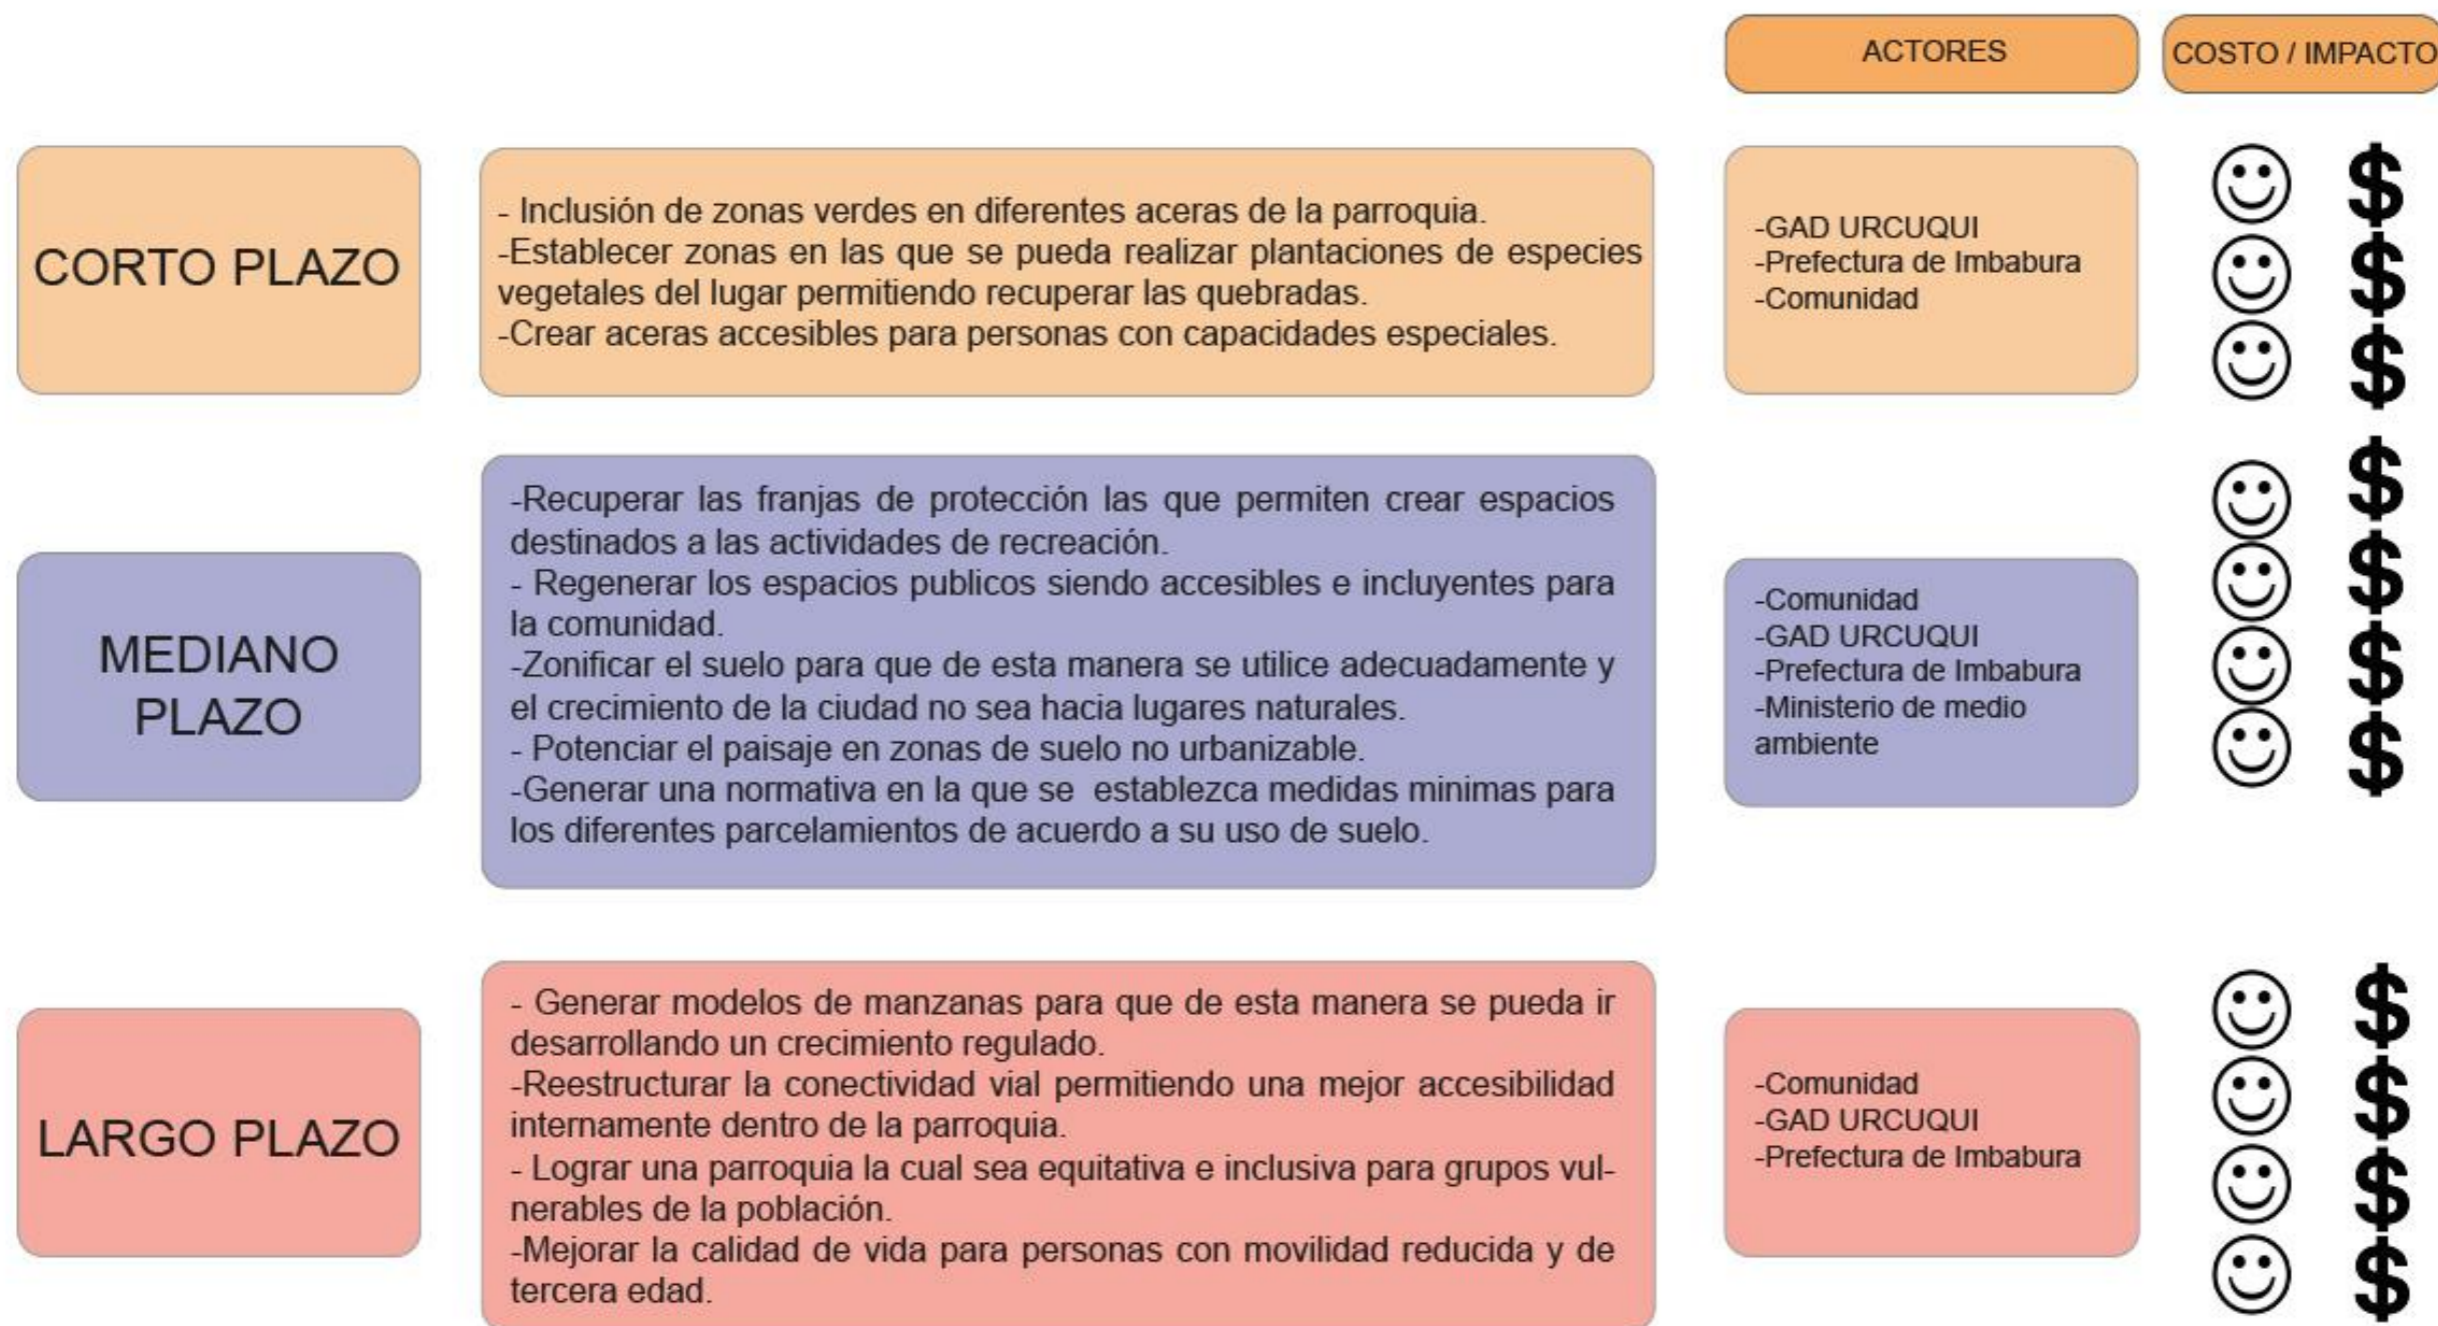 ACTORES
COSTO / IMPACTO
CORTO PLAZO
- Inclusión de zonas verdes en diferentes aceras de la parroquia.
-Establecer zonas en las que se pueda realizar plantaciones de especies
vegetales del lugar permitiendo recuperar las quebradas.
-Crear aceras accesibles para personas con capacidades especiales.
-GAD URCUQUI
-Prefectura de Imbabura
-Comunidad
$
$
$
MEDIANO
PLAZO
-Recuperar las franjas de protección las que permiten crear espacios
destinados a las actividades de recreación.
- Regenerar los espacios publicos siendo accesibles e incluyentes para
la comunidad.
-Zonificar el suelo para que de esta manera se utilice adecuadamente y
el crecimiento de la ciudad no sea hacia lugares naturales.
- Potenciar el paisaje en zonas de suelo no urbanizable.
-Generar una normativa en la que se  establezca medidas minimas para
los diferentes parcelamientos de acuerdo a su uso de suelo.
-Comunidad
-GAD URCUQUI
-Prefectura de Imbabura
-Ministerio de medio
ambiente
$
$
$
$
LARGO PLAZO
- Generar modelos de manzanas para que de esta manera se pueda ir
desarrollando un crecimiento regulado.
-Reestructurar la conectividad vial permitiendo una mejor accesibilidad
internamente dentro de la parroquia.
- Lograr una parroquia la cual sea equitativa e inclusiva para grupos vul-
nerables de la población.
-Mejorar la calidad de vida para personas con movilidad reducida y de
tercera edad.
-Comunidad
-GAD URCUQUI
-Prefectura de Imbabura
$
$
$
$